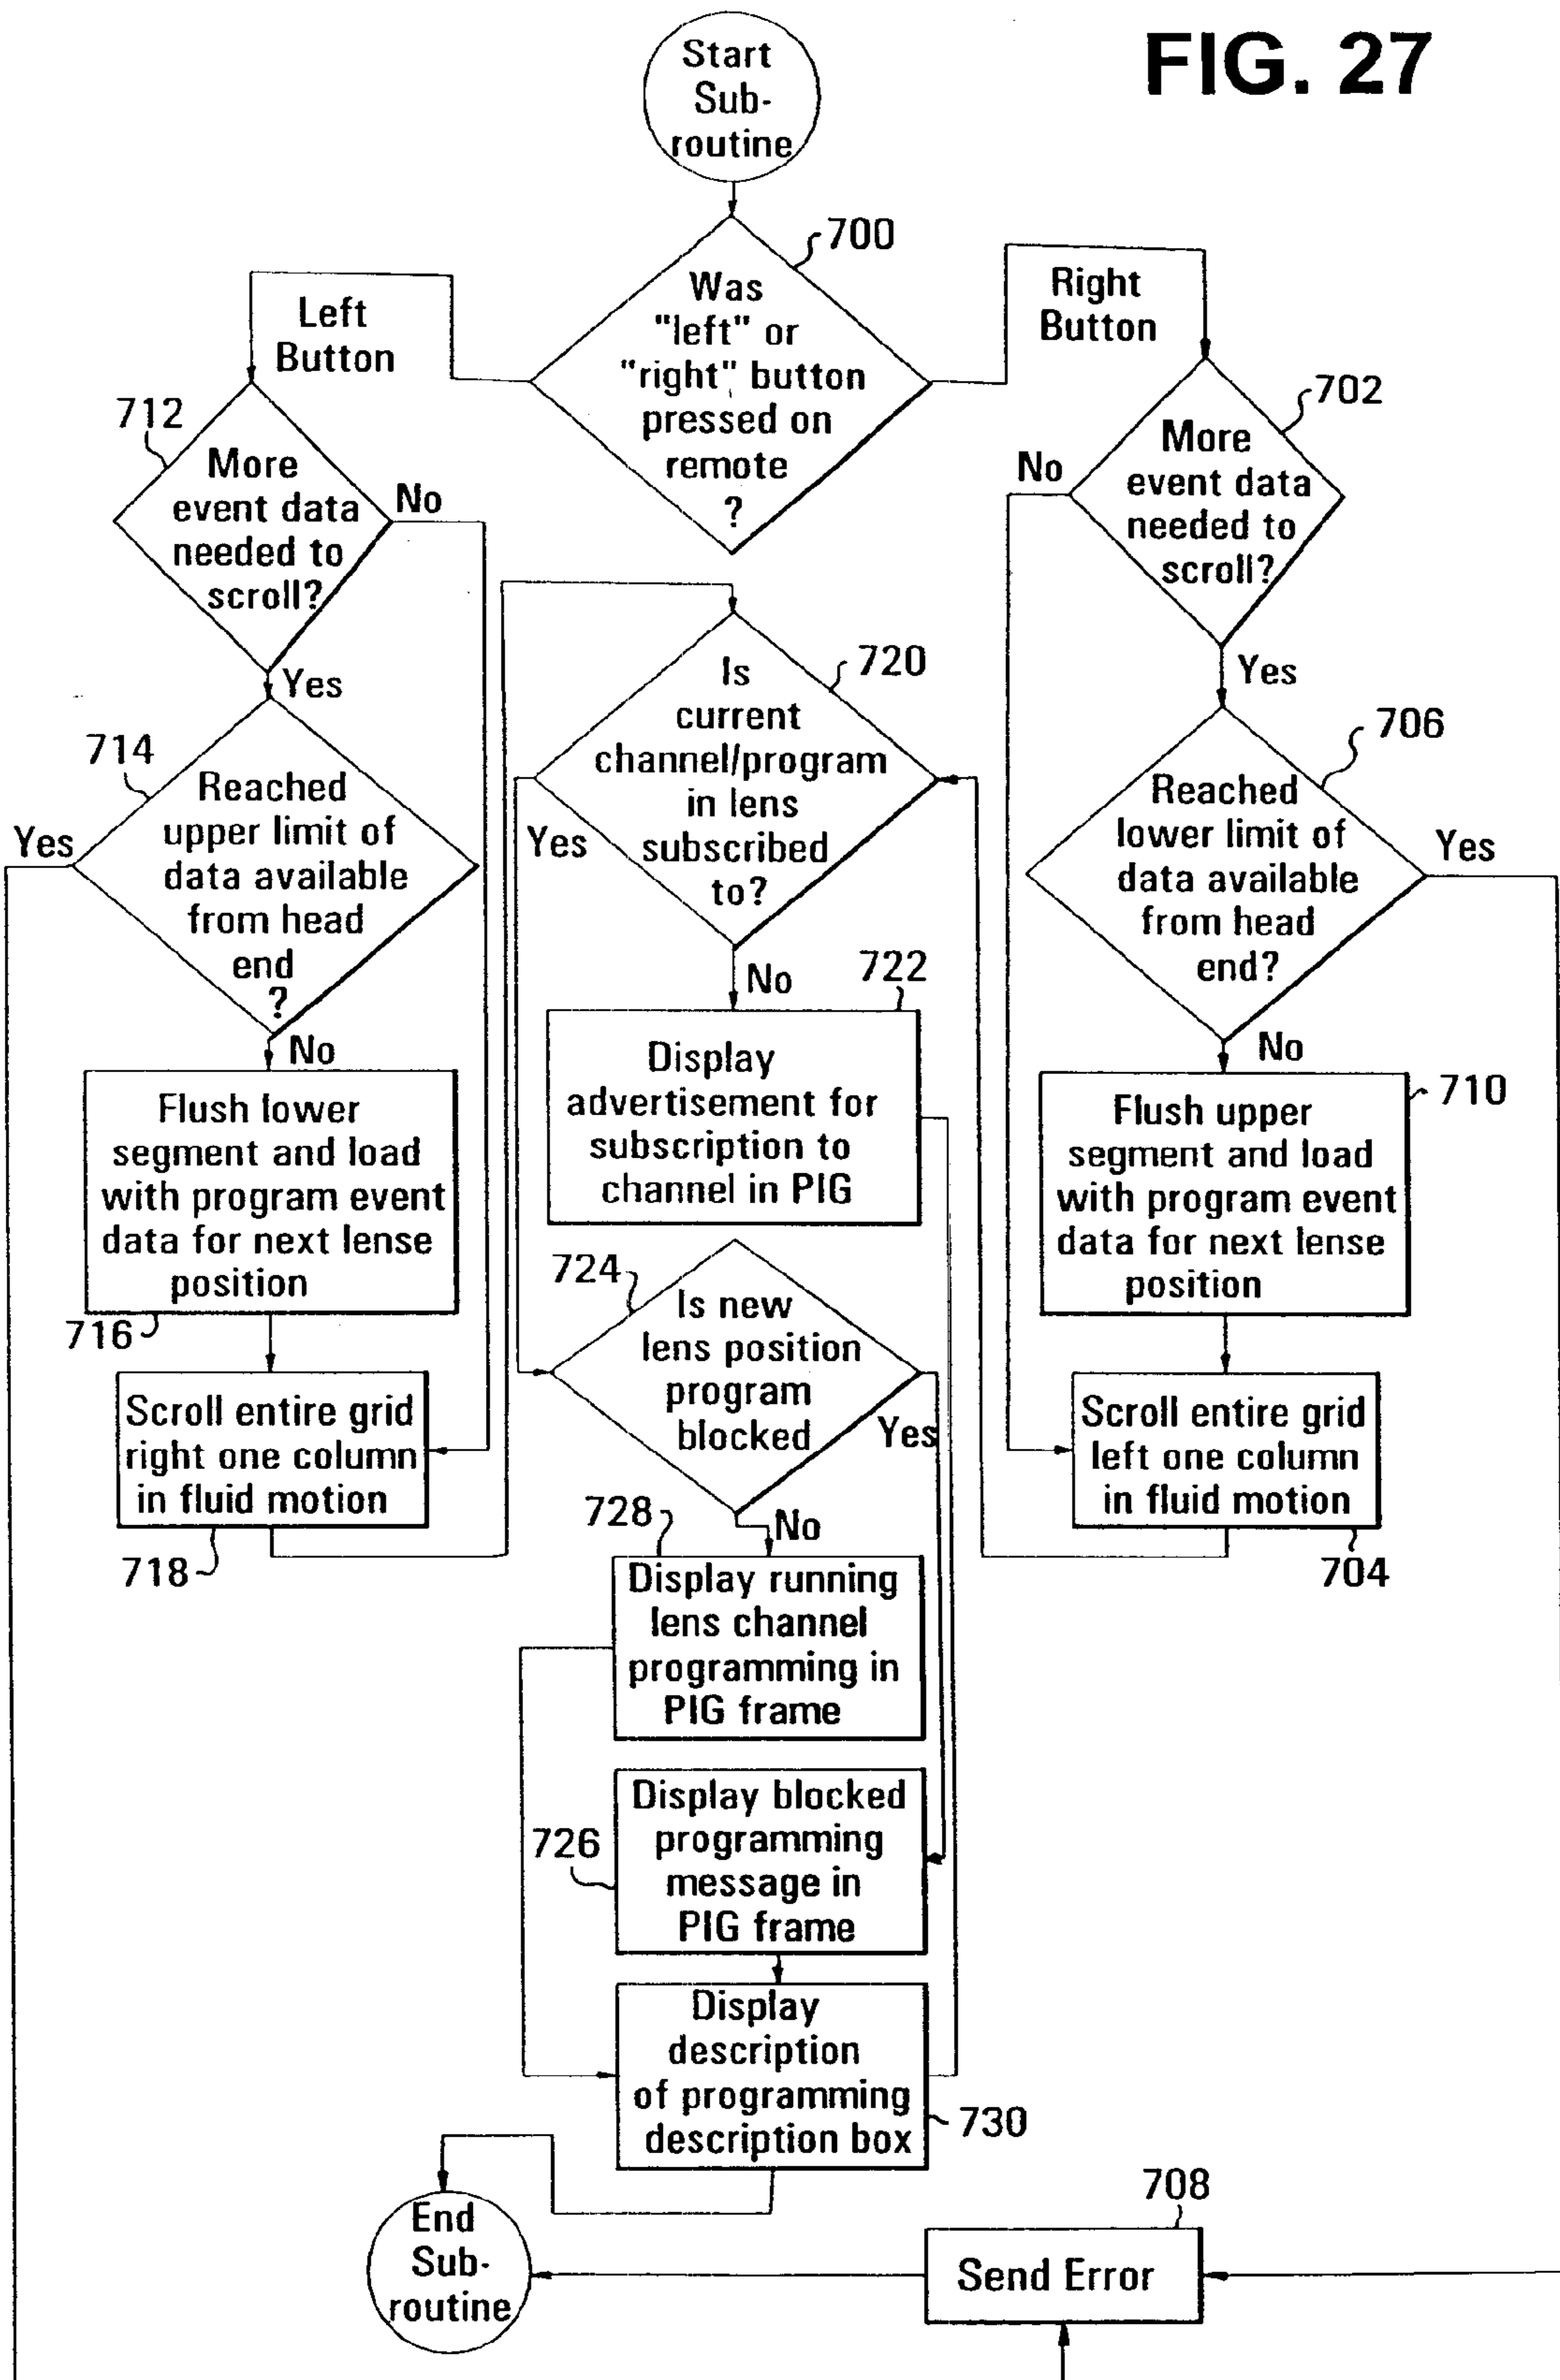 FIG. 27
Start
Sub-
routine
700
Was
"left" or
"right" button
pressed on
remote
?
Left
Button
Right
Button
712
More
event data
needed to
scroll?
No
Yes
702
More
event data
needed to
scroll?
No
Yes
714
Reached
upper limit of
data available
from head
end
?
Yes
No
720
Is
current
channel/program
in lens
subscribed
to?
Yes
No
706
Reached
lower limit of
data available
from head
end?
Yes
No
Flush lower
segment and load
with program event
data for next lense
position
716
722
Display
advertisement for
subscription to
channel in PIG
710
Flush upper
segment and load
with program event
data for next lense
position
Scroll entire grid
right one column
in fluid motion
718
724
Is new
lens position
program
blocked
Yes
No
Scroll entire grid
left one column
in fluid motion
704
728
Display running
lens channel
programming in
PIG frame
726
Display blocked
programming
message in
PIG frame
Display
description
of programming
description box
730
End
Sub-
routine
708
Send Error